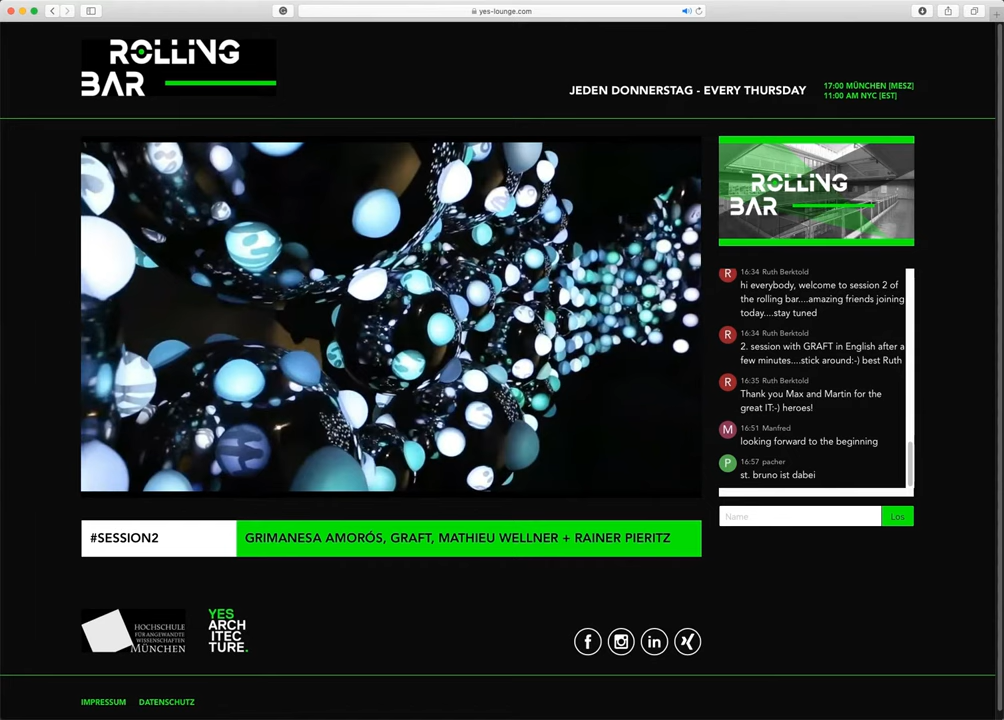 yes-lounge.com
ROLLING
BAR
JEDEN DONNERSTAG - EVERY THURSDAY
17:00 MÜNCHEN [MESZ]
11:00 AM NYC [EST]
ROLLING
BAR
R
16:34 Ruth Berktold
hi everybody, welcome to session 2 of
the rolling bar....amazing friends joining
today....stay tuned
R
16:34 Ruth Berktold
2. session with GRAFT in English after a
few minutes....stick around:-) best Ruth
R
16:35 Ruth Berktold
Thank you Max and Martin for the
great IT:-) heroes!
M
16:51 Manfred
looking forward to the beginning
P
16:57 pacher
st. bruno ist dabei
Name
Los
#SESSION2
GRIMANESA AMORÓS, GRAFT, MATHIEU WELLNER + RAINER PIERITZ
HOCHSCHULE
FÜR ANGEWANDTE
WISSENSCHAFTEN
MÜNCHEN
YES
ARCH
ITEC
TURE.
IMPRESSUM
DATENSCHUTZ